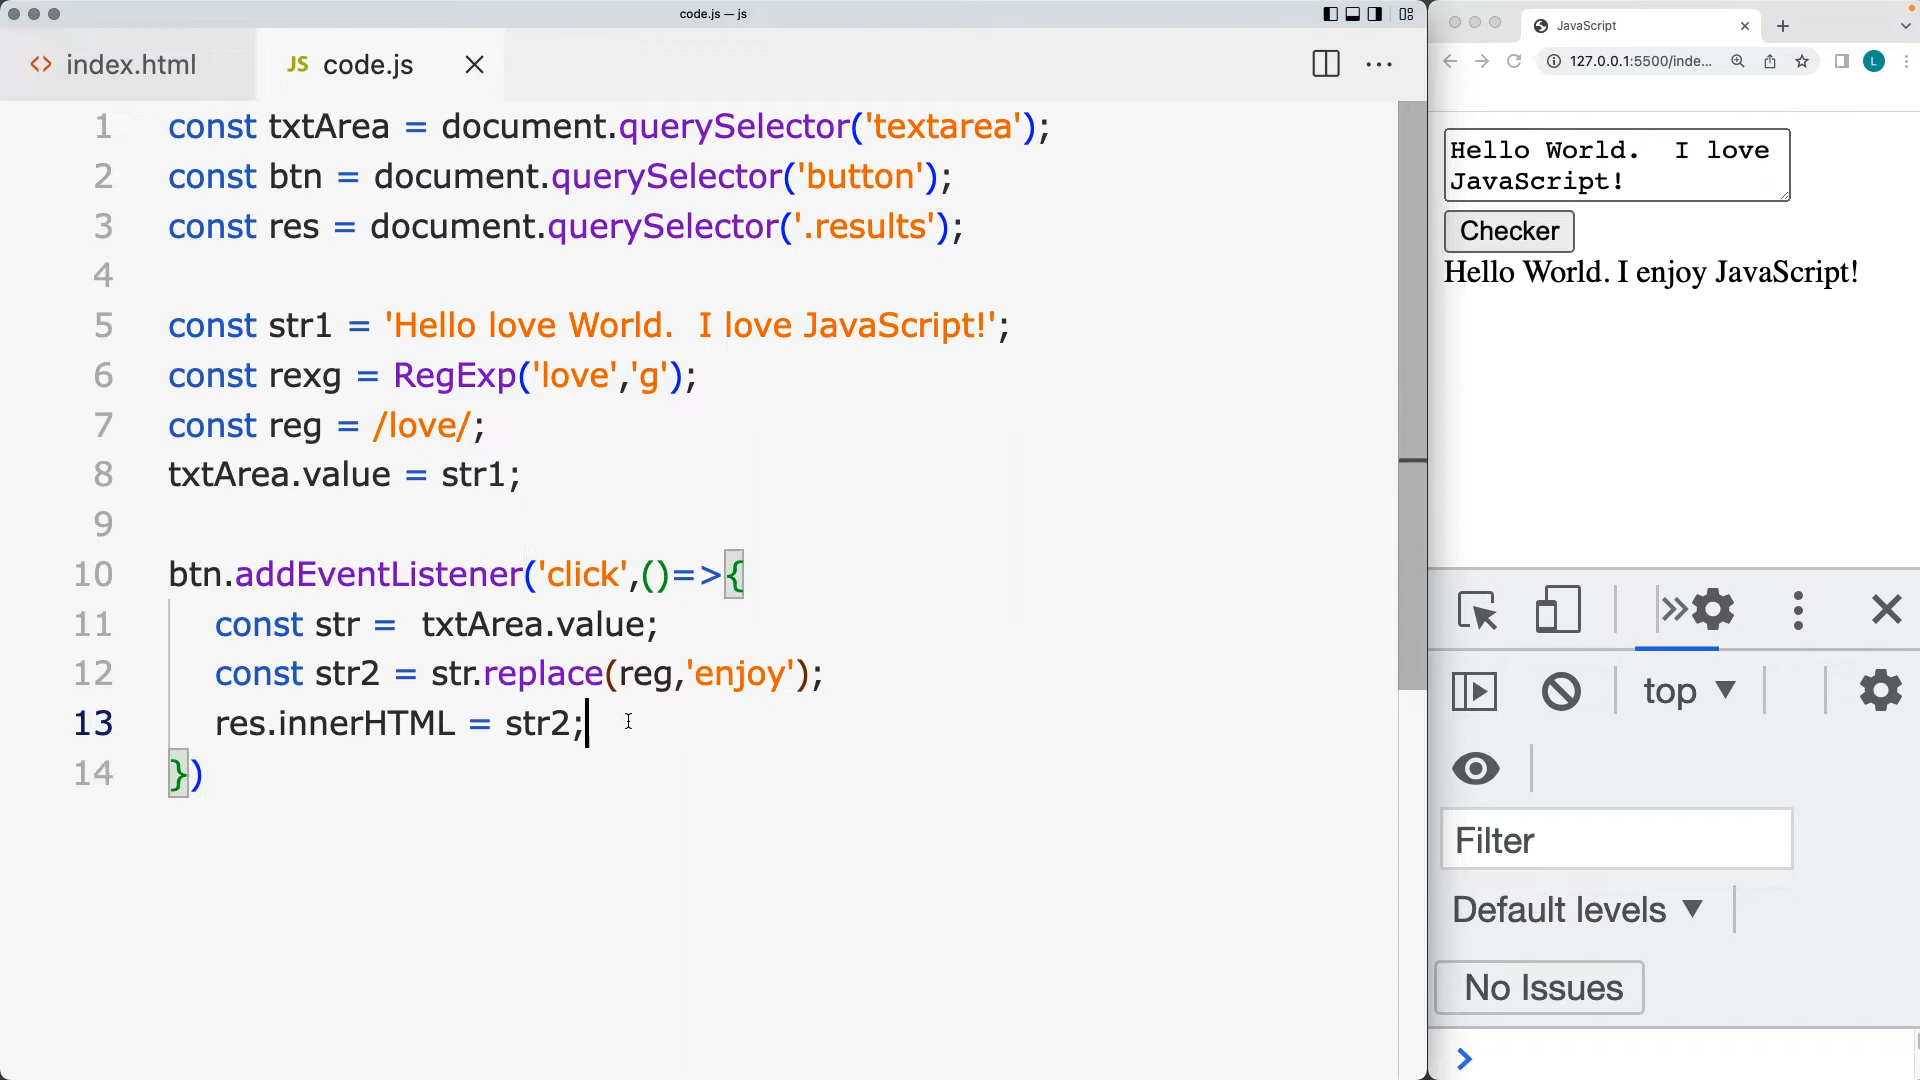 code.js — js
index.html
JS code.js
1 const txtArea = document.querySelector('textarea');
2 const btn = document.querySelector('button');
3 const res = document.querySelector('.results');
4
5 const str1 = 'Hello love World.  I love JavaScript!';
6 const rexg = RegExp('love','g');
7 const reg = /love/;
8 txtArea.value = str1;
9
10 btn.addEventListener('click',()=>{
11 const str =  txtArea.value;
12 const str2 = str.replace(reg,'enjoy');
13 res.innerHTML = str2;
14 })
JavaScript
127.0.0.1:5500/inde...
L
Hello World.  I love
JavaScript!
Checker
Hello World. I enjoy JavaScript!
top
Filter
Default levels
No Issues